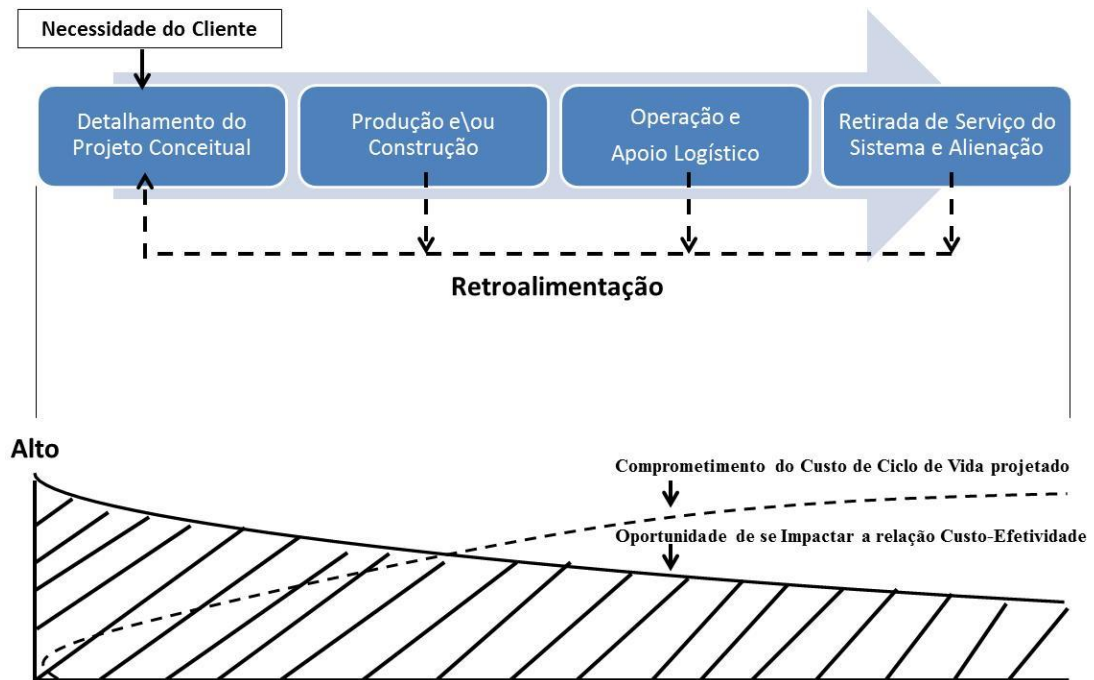 Necessidade do Cliente
Detalhamento do
Projeto Conceitual
Produção e\ou
Construção
Operação e
Apoio Logístico
Retirada de Serviço do
Sistema e Alienação
Retroalimentação
Alto
Comprometimento do Custo de Ciclo de Vida projetado
Oportunidade de se Impactar a relação Custo-Efetividade